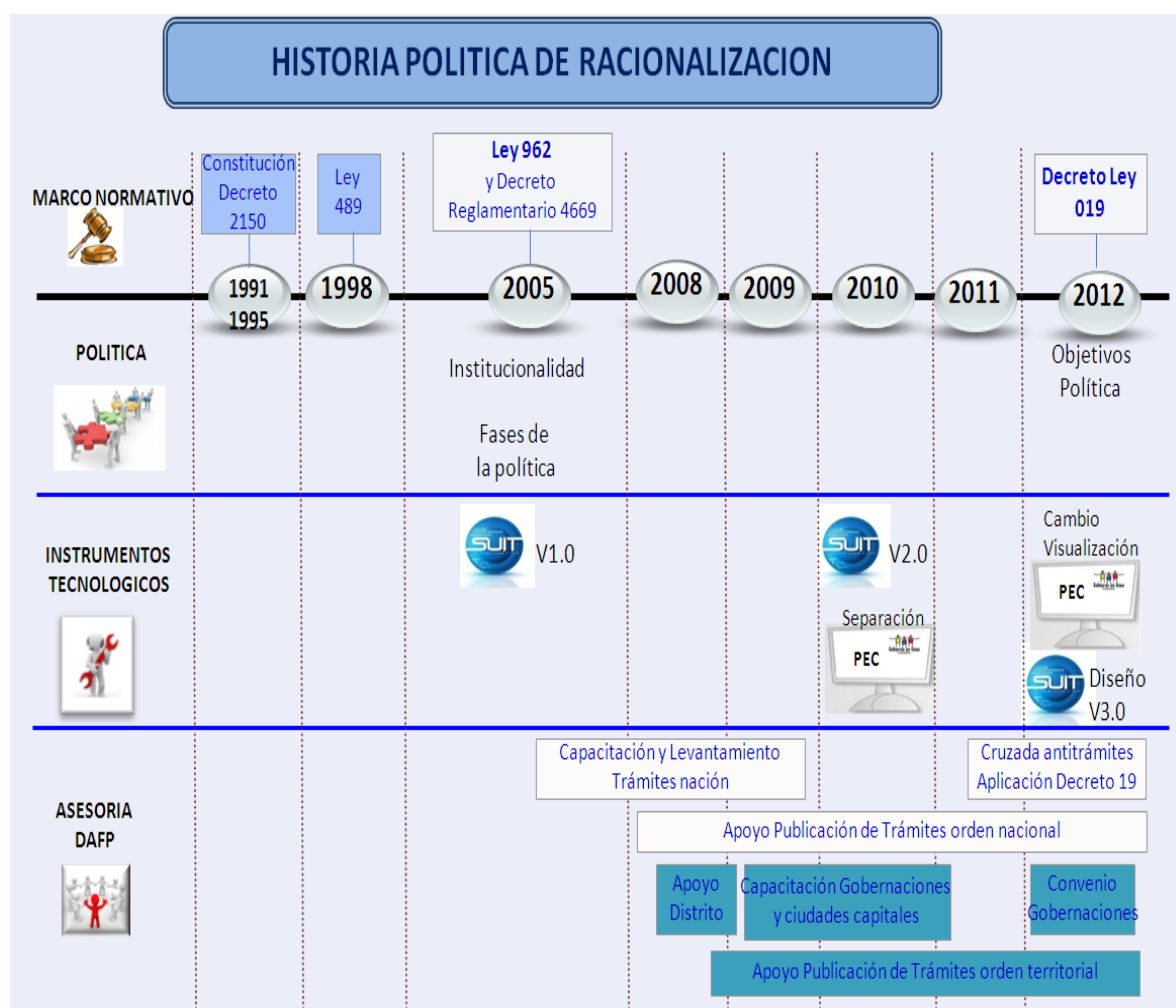 HISTORIA POLITICA DE RACIONALIZACION
MARCO NORMATIVO
Constitución
Decreto
2150
Ley
489
Ley 962
y Decreto
Reglamentario 4669
Decreto Ley
019
1991
1995
1998
2005
2008
2009
2010
2011
2012
POLITICA
Institucionalidad
Fases de
la política
Objetivos
Política
INSTRUMENTOS
TECNOLOGICOS
SUIT
V1.0
SUIT
V2.0
Separación
PEC
Cambio
Visualización
PEC
SUIT
Diseño
V3.0
ASESORIA
DAFP
Capacitación y Levantamiento
Trámites nación
Cruzada antitrámites
Aplicación Decreto 19
Apoyo Publicación de Trámites orden nacional
Apoyo
Distrito
Capacitación Gobernaciones
y ciudades capitales
Convenio
Gobernaciones
Apoyo Publicación de Trámites orden territorial